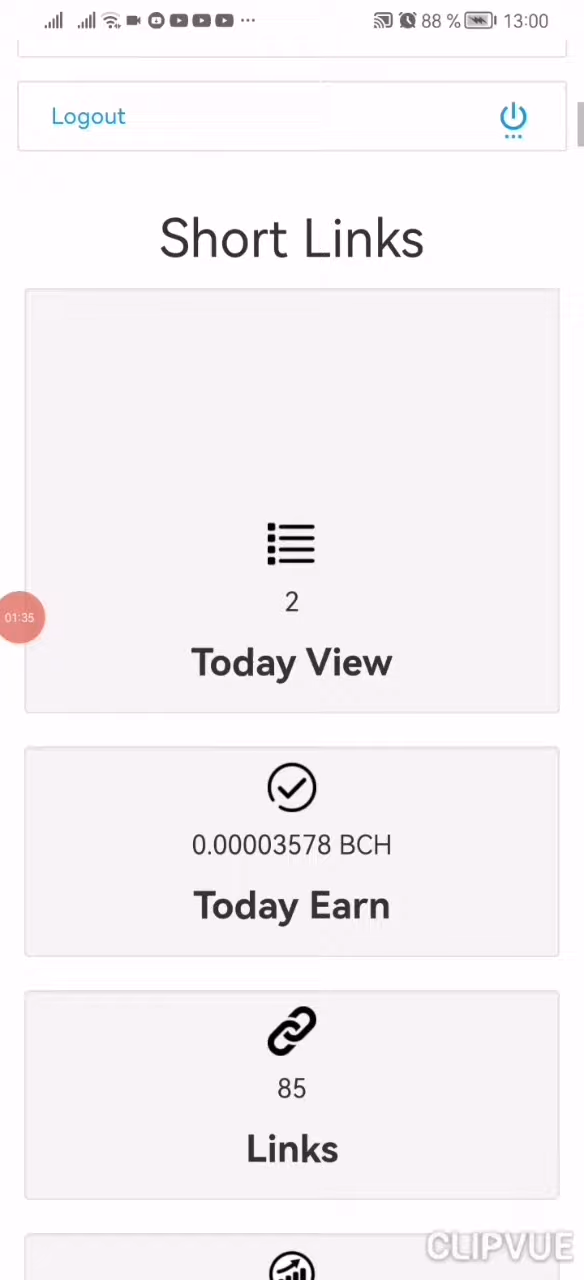 88 % 13:00
Logout
Short Links
2
Today View
01:35
0.00003578 BCH
Today Earn
85
Links
CLIPVUE